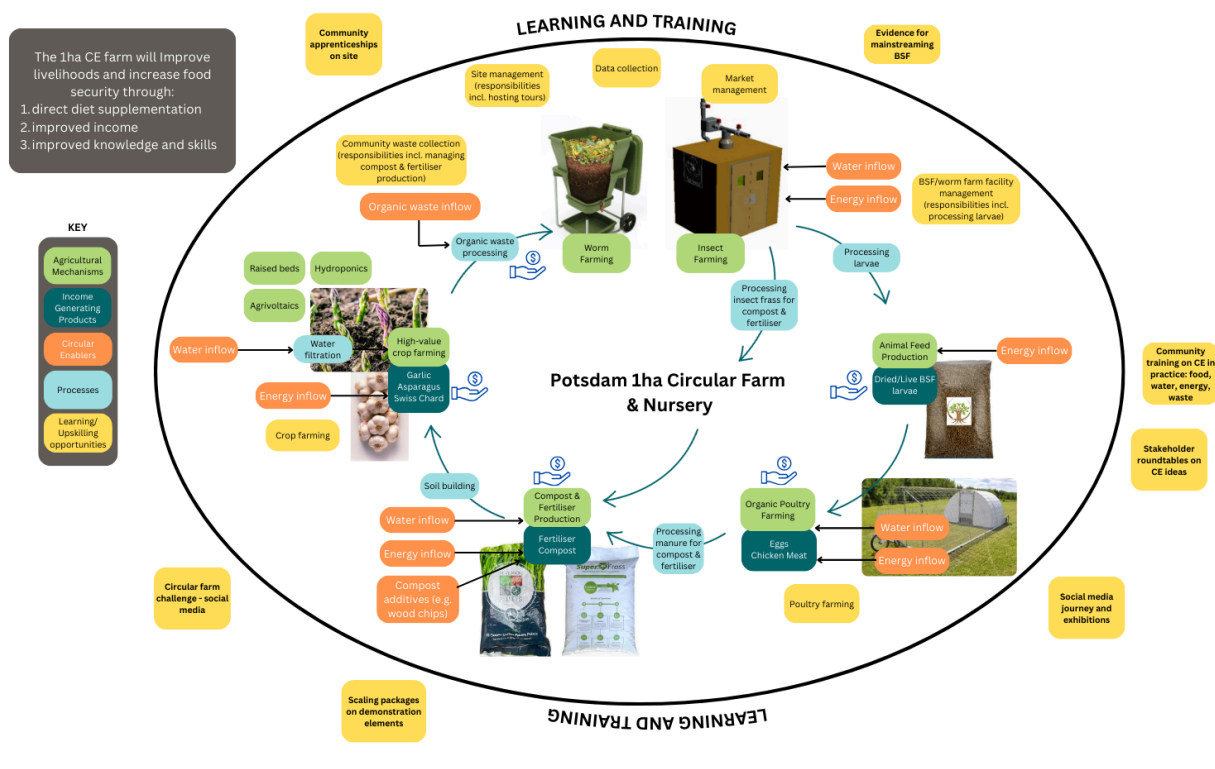 LEARNING AND TRAINING
The 1ha CE farm will Improve
livelihoods and increase food
security through:
1. direct diet supplementation
2. improved income
3. improved knowledge and skills
Community
apprenticeships
on site
Evidence for
mainstreaming
BSF
Site management
(responsibilities
incl. hosting tours)
Data collection
Market
management
Community waste collection
(responsibilities incl. managing
compost & fertiliser
production)
Organic waste inflow
Organic waste
processing
Worm
Farming
Insect
Farming
Water inflow
Energy inflow
BSF/worm farm facility
management
(responsibilities incl.
processing larvae)
Processing
larvae
Processing
insect frass for
compost &
fertiliser
KEY
Agricultural
Mechanisms
Income
Generating
Products
Circular
Enablers
Processes
Learning/
Upskilling
opportunities
Raised beds
Hydroponics
Agrivoltaics
Water inflow
Water
filtration
High-value
crop farming
Garlic
Asparagus
Swiss Chard
Energy inflow
Crop farming
Potsdam 1ha Circular Farm
& Nursery
Animal Feed
Production
Dried/Live BSF
larvae
Energy inflow
Community
training on CE in
practice: food,
water, energy,
waste
Stakeholder
roundtables on
CE ideas
Soil building
Compost &
Fertiliser
Production
Fertiliser
Compost
Water inflow
Energy inflow
Compost
additives (e.g.
wood chips)
Processing
manure for
compost &
fertiliser
Organic Poultry
Farming
Eggs
Chicken Meat
Water inflow
Energy inflow
Poultry farming
Circular farm
challenge - social
media
Social media
journey and
exhibitions
Scaling packages
on demonstration
elements
LEARNING AND TRAINING